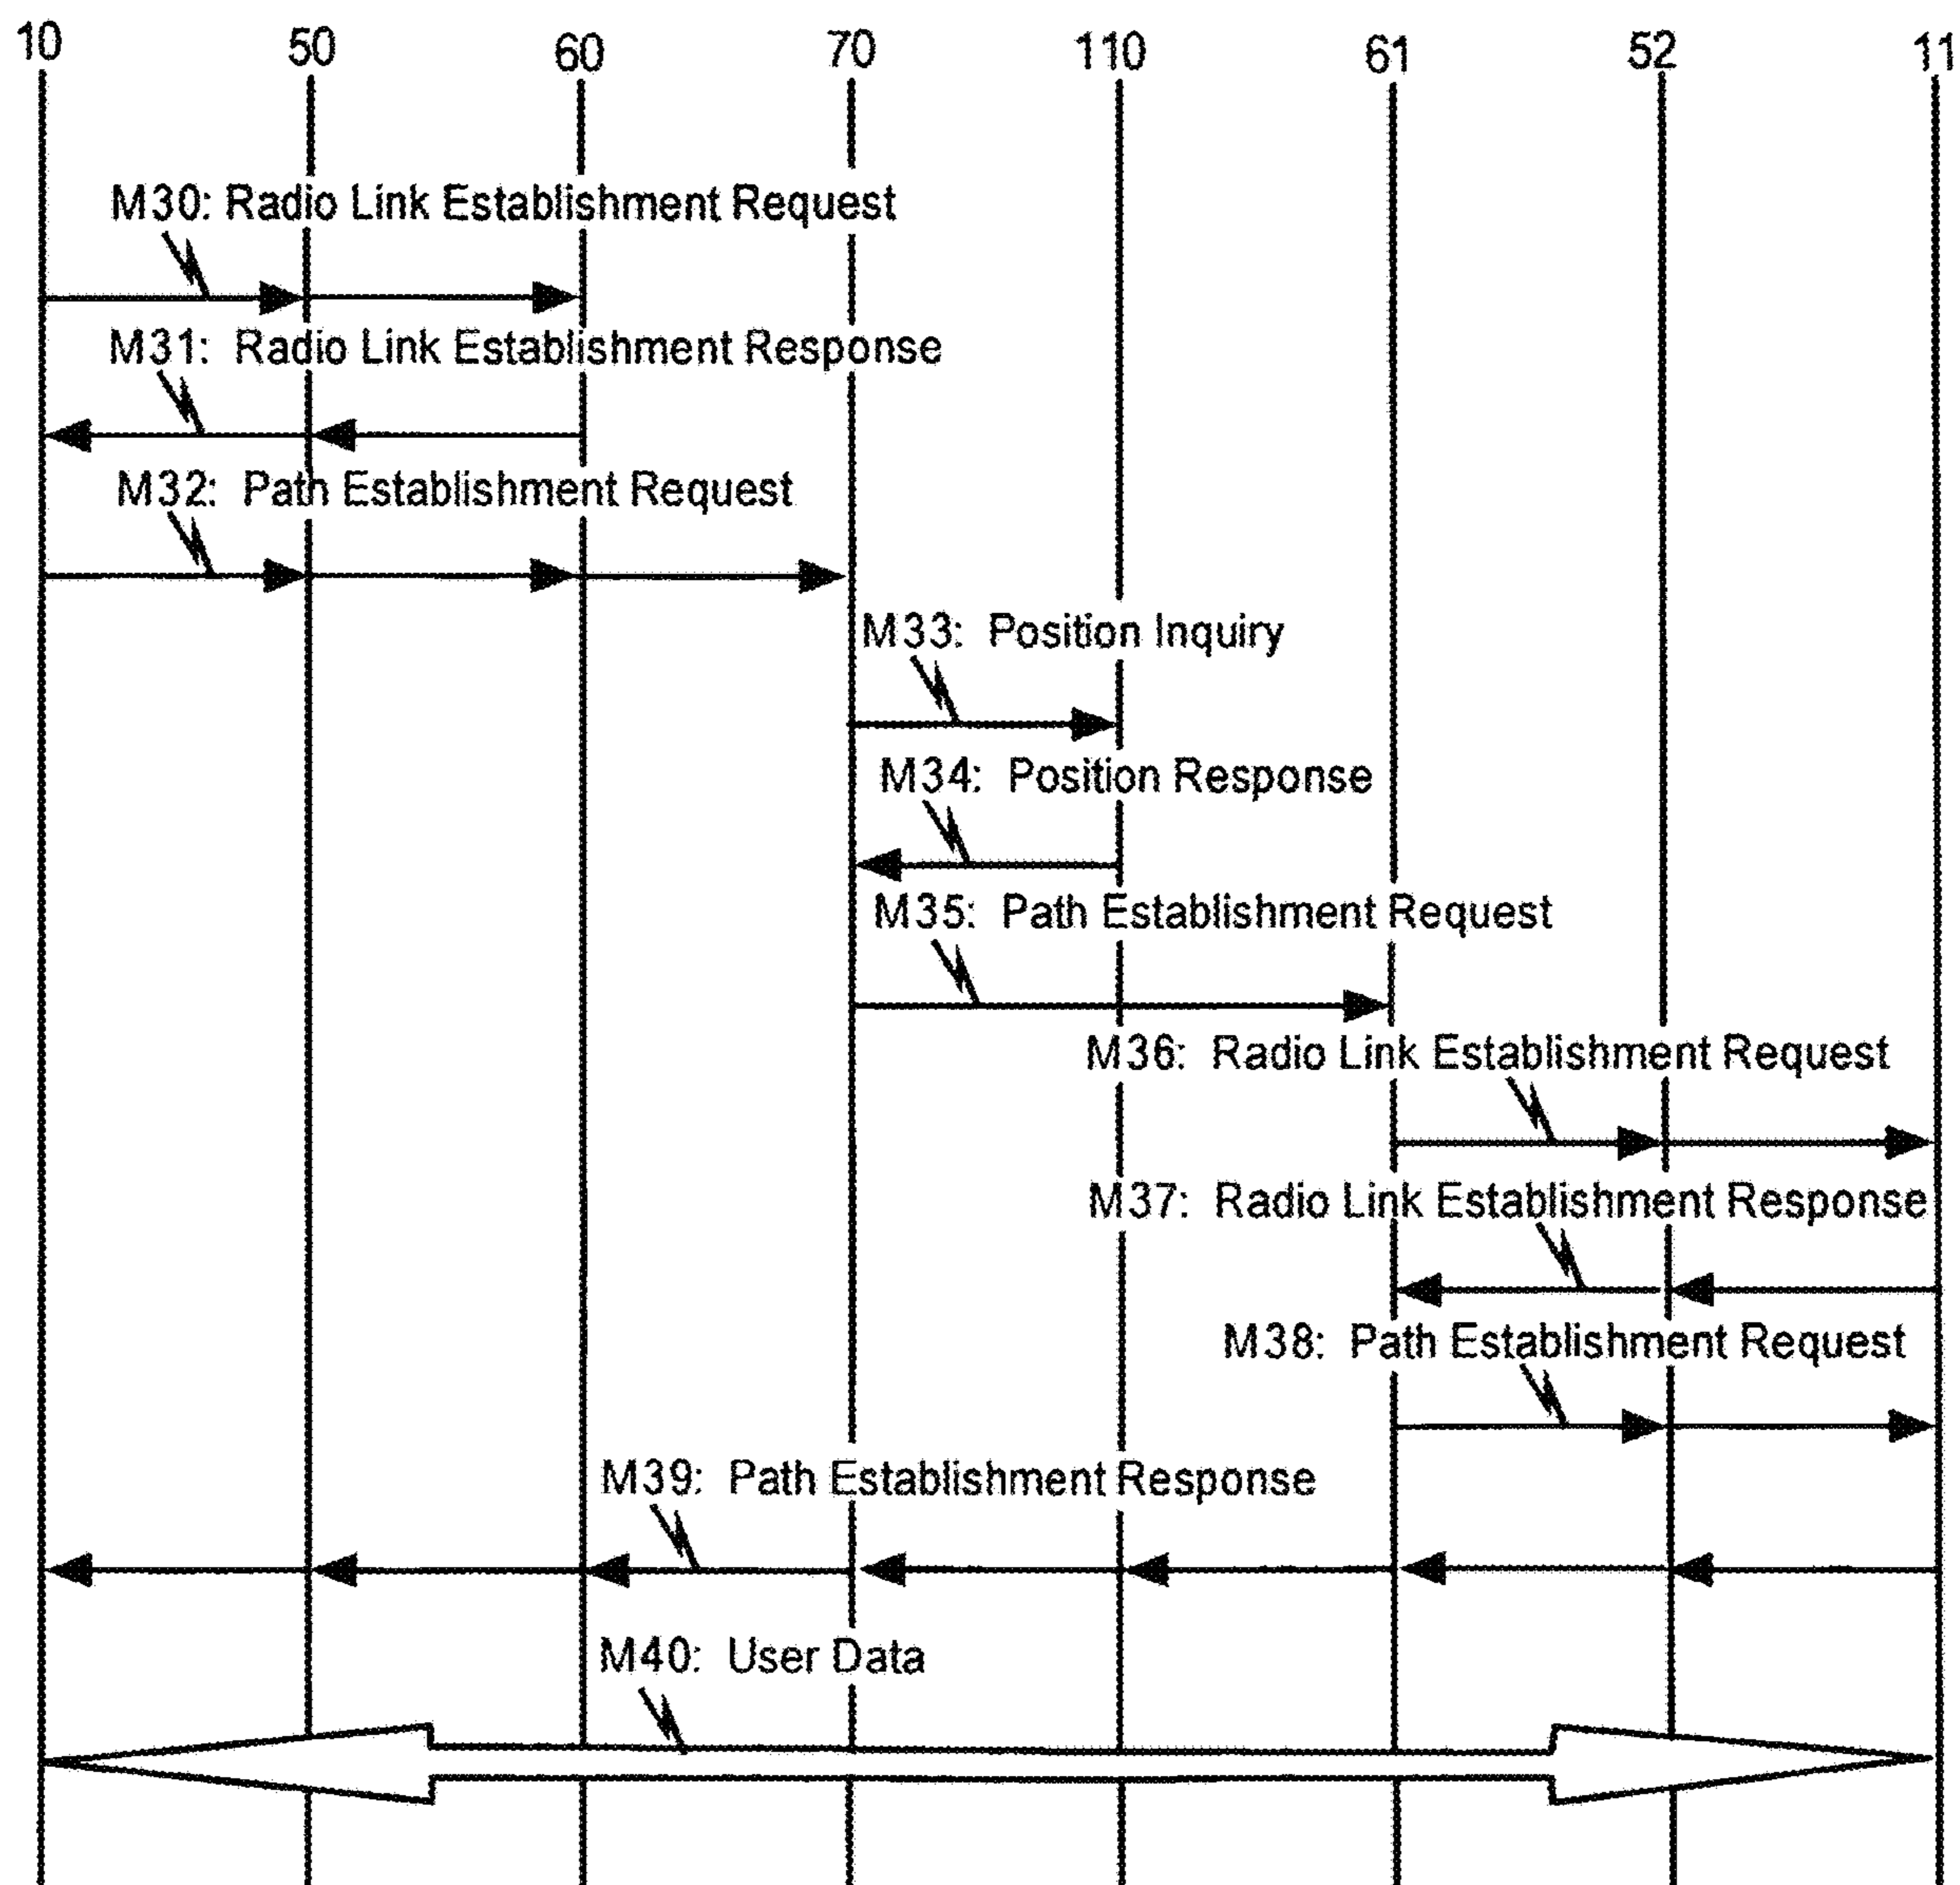 10 50 60 70 110 61 52 11
M30: Radio Link Establishment Request
M31: Radio Link Establishment Response
M32: Path Establishment Request
M33: Position Inquiry
M34: Position Response
M35: Path Establishment Request
M36: Radio Link Establishment Request
M37: Radio Link Establishment Response
M38: Path Establishment Request
M39: Path Establishment Response
M40: User Data